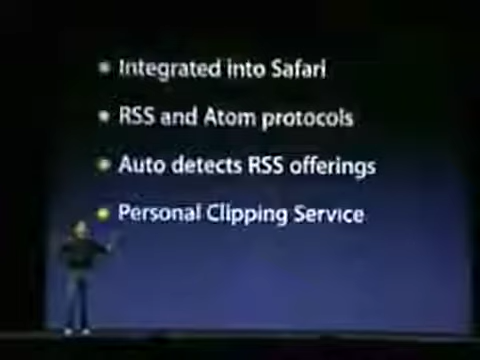 Integrated into Safari
RSS and Atom protocols
Auto detects RSS offerings
Personal Clipping Service